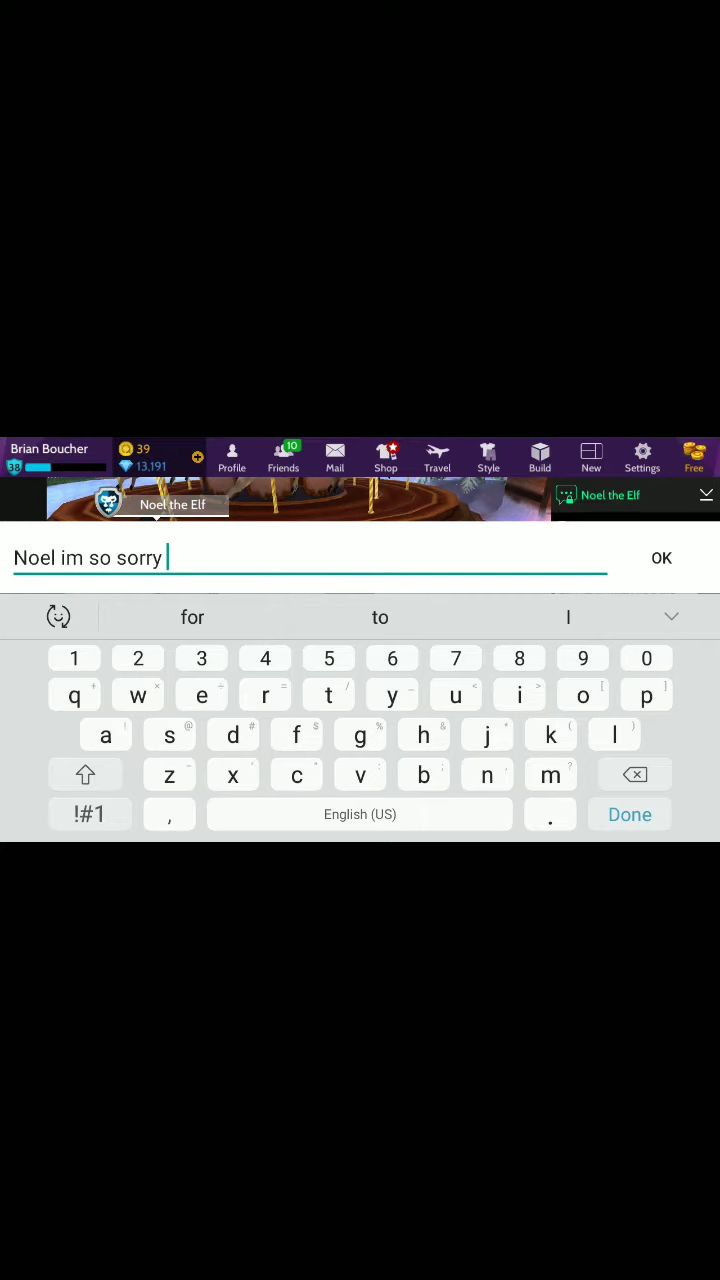 Brian Boucher
38
39
13,191
Profile
10
Friends
Mail
Shop
Travel
Style
Build
New
Settings
Free
Noel the Elf
Noel the Elf
Noel im so sorry
OK
for to I
1 2 3 4 5 6 7 8 9 0
q + w × e ÷ r = t / y _ u < i > o [ p ]
a ! s @ d # f $ g % h & j * k ( l )
z - x ' c " v : b ; n , m ?
!#1 , English (US) . Done